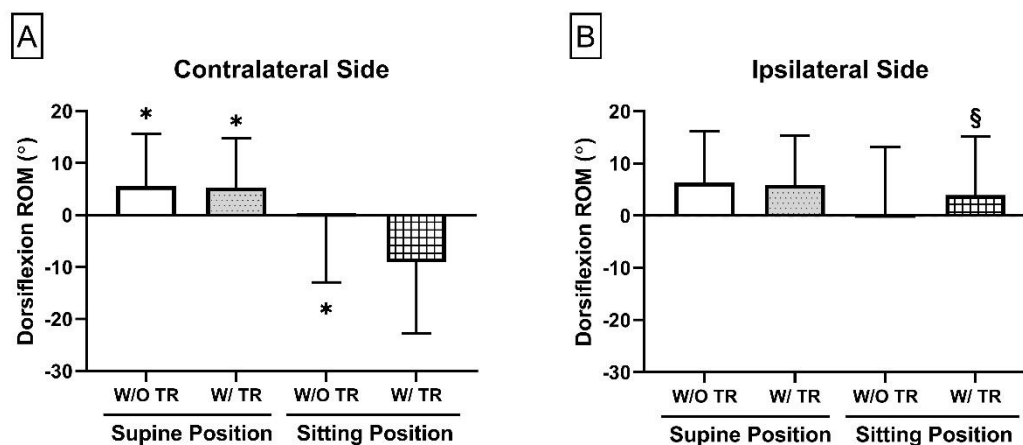 A
Contralateral Side
Dorsiflexion ROM (°)
20
10
0
-10
-20
-30
*
*
*
W/O TR W/ TR W/O TR W/ TR
Supine Position Sitting Position
B
Ipsilateral Side
Dorsiflexion ROM (°)
20
10
0
-10
-20
-30
§
W/O TR W/ TR W/O TR W/ TR
Supine Position Sitting Position